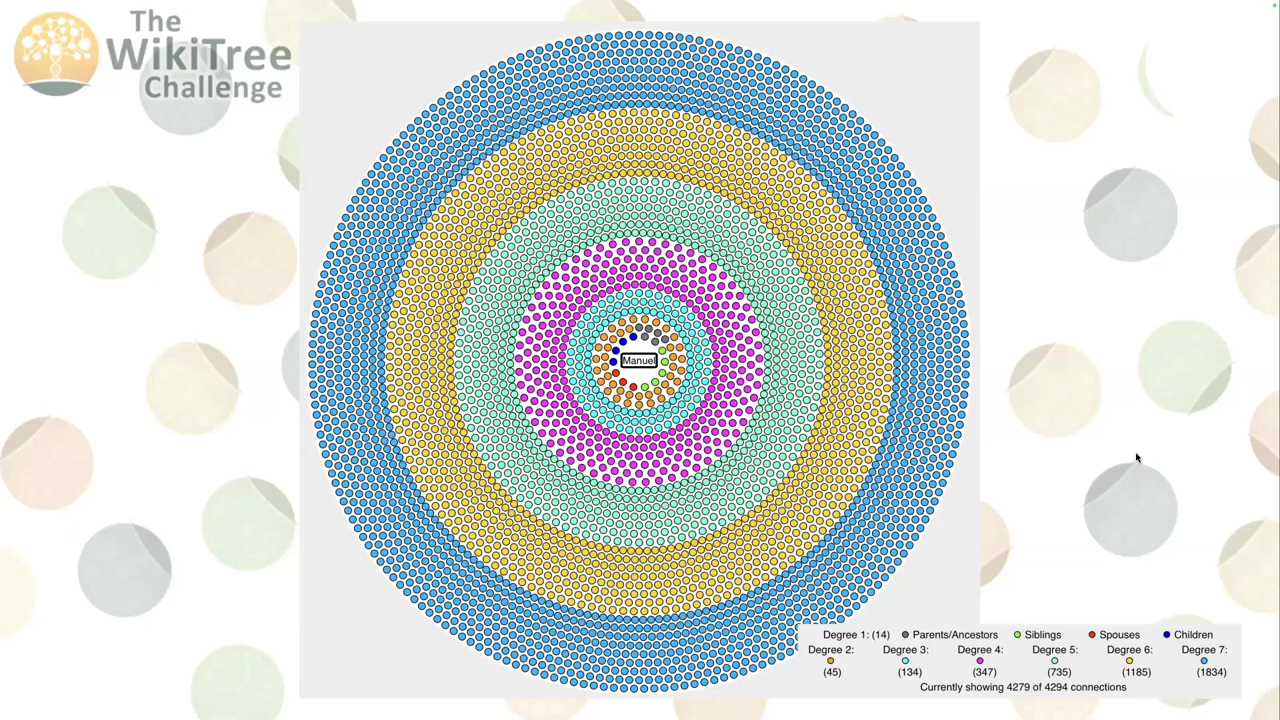 The
WikiTree
Challenge
Manuel
Degree 1: (14) Parents/Ancestors Siblings Spouses Children
Degree 2: Degree 3: Degree 4: Degree 5: Degree 6: Degree 7:
(45) (134) (347) (735) (1185) (1834)
Currently showing 4279 of 4294 connections